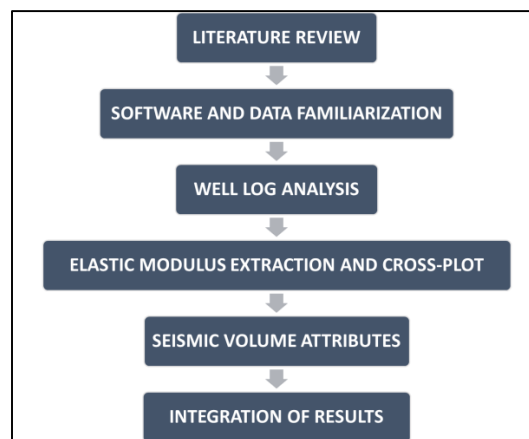 LITERATURE REVIEW
SOFTWARE AND DATA FAMILIARIZATION
WELL LOG ANALYSIS
ELASTIC MODULUS EXTRACTION AND CROSS-PLOT
SEISMIC VOLUME ATTRIBUTES
INTEGRATION OF RESULTS